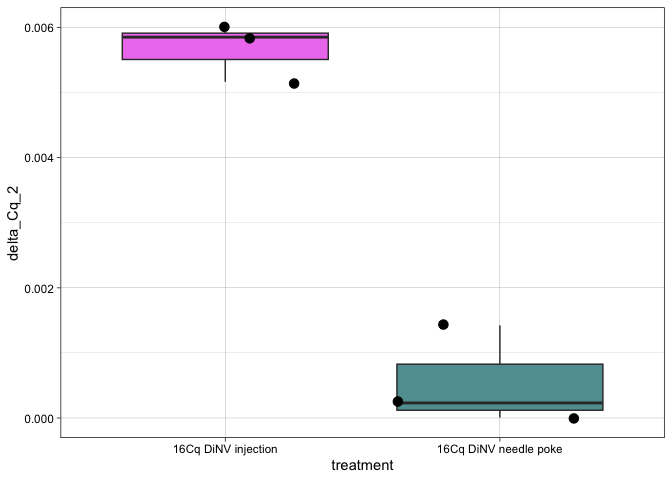 0.006
0.004
0.002
0.000
delta_Cq_2
16Cq DiNV injection
16Cq DiNV needle poke
treatment